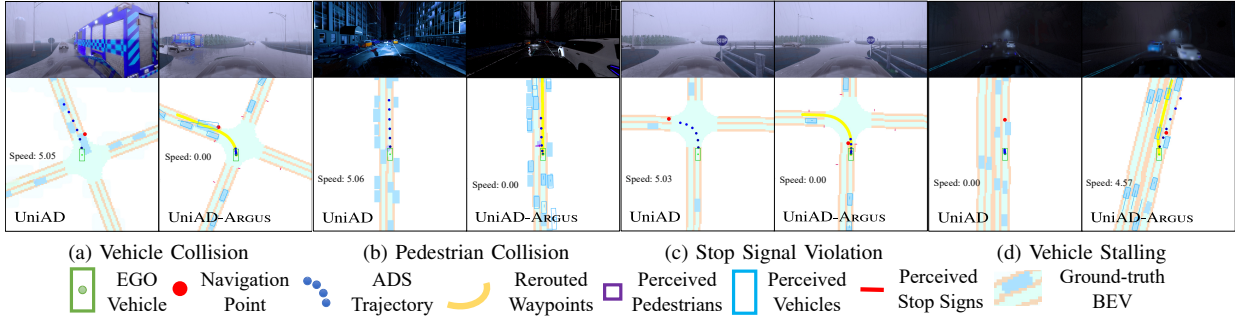 Speed: 5.05
UniAD
Speed: 0.00
UniAD-ARGUS
Speed: 5.06
UniAD
Speed: 0.00
UniAD-ARGUS
Speed: 5.03
UniAD
Speed: 0.00
UniAD-ARGUS
Speed: 0.00
UniAD
Speed: 4.57
UniAD-ARGUS
(a) Vehicle Collision
(b) Pedestrian Collision
(c) Stop Signal Violation
(d) Vehicle Stalling
EGO
Vehicle
Navigation
Point
ADS
Trajectory
Rerouted
Waypoints
Perceived
Pedestrians
Perceived
Vehicles
Perceived
Stop Signs
Ground-truth
BEV